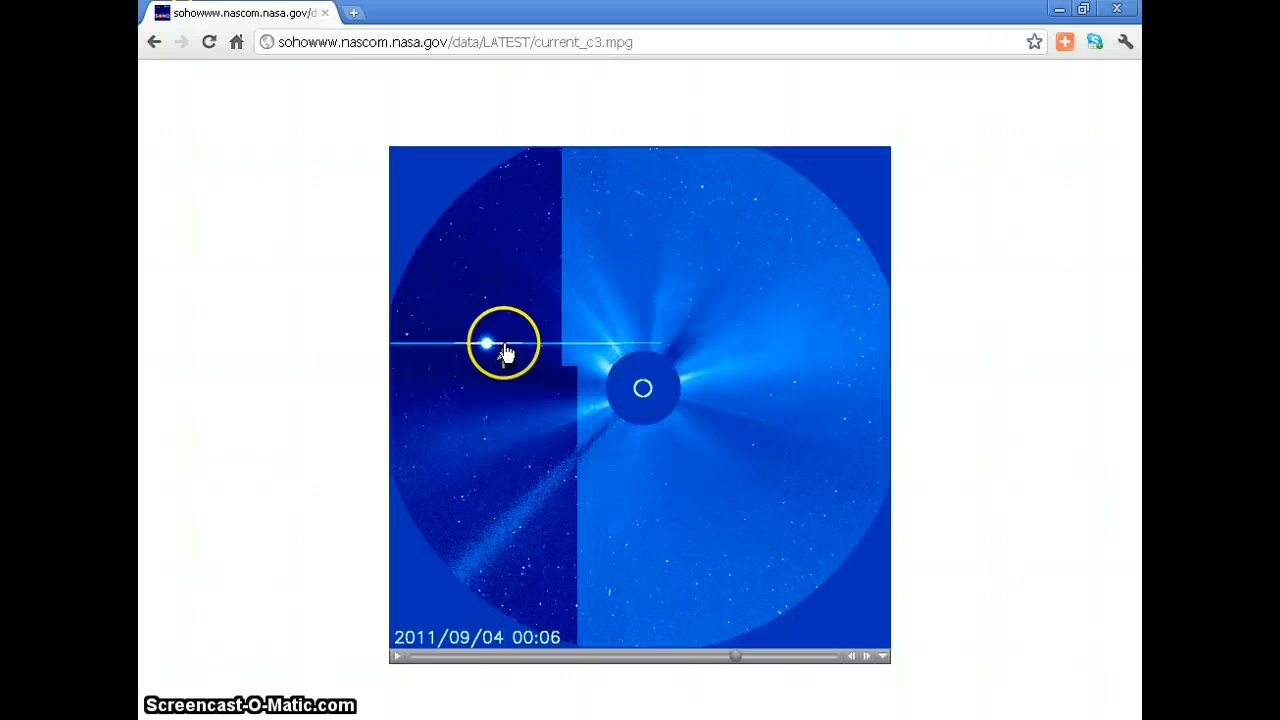 sohowww.nascom.nasa.gov/d
sohowww.nascom.nasa.gov/data/LATEST/current_c3.mpg
2011/09/04 00:06
Screencast-O-Matic.com